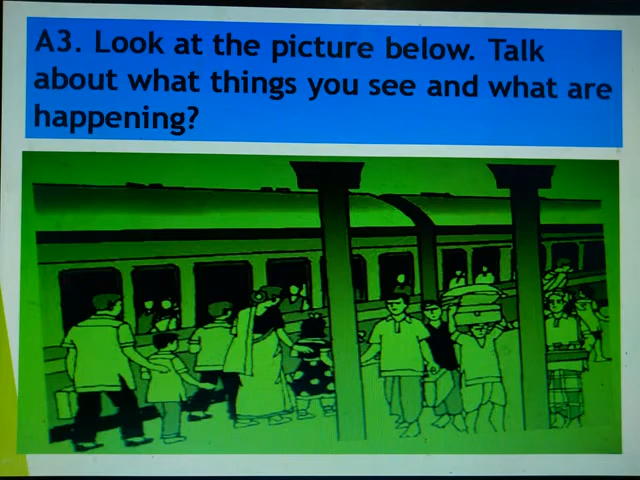 A3. Look at the picture below. Talk
about what things you see and what are
happening?